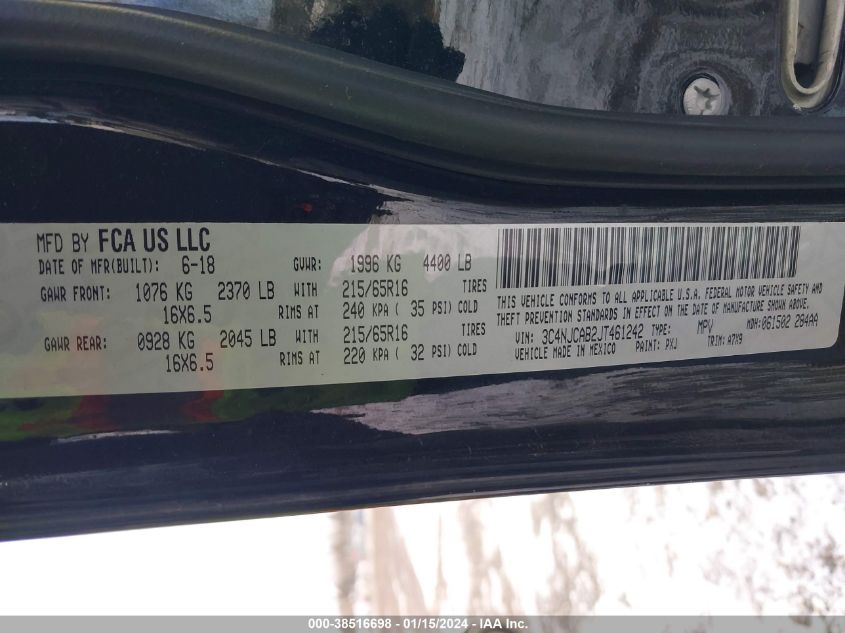 MFD BY FCA US LLC
DATE OF MFR(BUILT): 6-18 GVWR: 1996 KG 4400 LB
GAWR FRONT: 1076 KG 2370 LB WITH 215/65R16 TIRES
16X6.5 RIMS AT 240 KPA ( 35 PSI) COLD
GAWR REAR: 0928 KG 2045 LB WITH 215/65R16 TIRES
16X6.5 RIMS AT 220 KPA ( 32 PSI) COLD
THIS VEHICLE CONFORMS TO ALL APPLICABLE U.S.A. FEDERAL MOTOR VEHICLE SAFETY AND
THEFT PREVENTION STANDARDS IN EFFECT ON THE DATE OF MANUFACTURE SHOWN ABOVE.
VIN: 3C4NJCAB2JT461242 TYPE: MPV MDH: 061502 284AA
VEHICLE MADE IN MEXICO PAINT: PXJ TRIM: A7X9
000-38516698 - 01/15/2024 - IAA Inc.